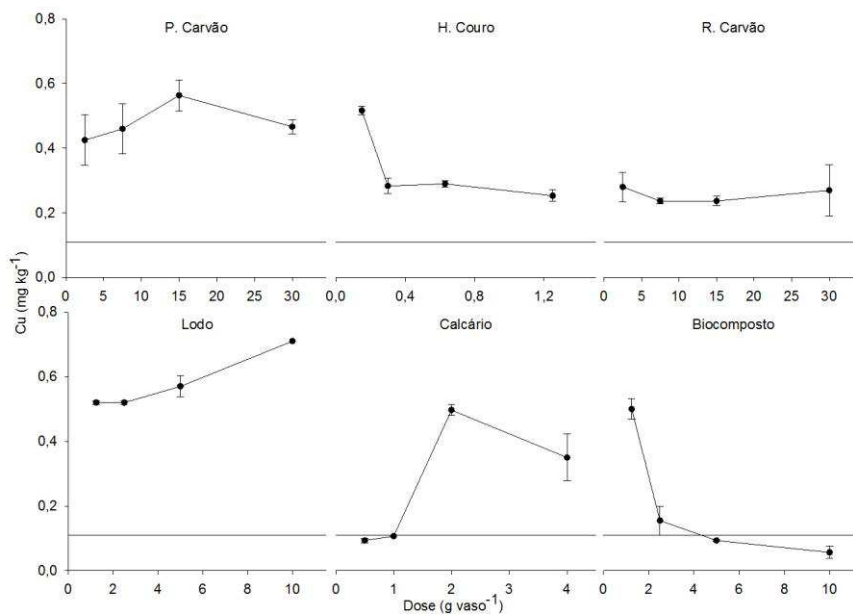 P. Carvão
H. Couro
R. Carvão
0,8
0,6
0,4
0,2
0,0
0 5 10 15 20 25 30
0,0 0,4 0,8 1,2
0 5 10 15 20 25 30
Cu (mg kg⁻¹)
Lodo
Calcário
Biocomposto
0,8
0,6
0,4
0,2
0,0
0 2 4 6 8 10
0 1 2 3 4
0 2 4 6 8 10
Dose (g vaso⁻¹)